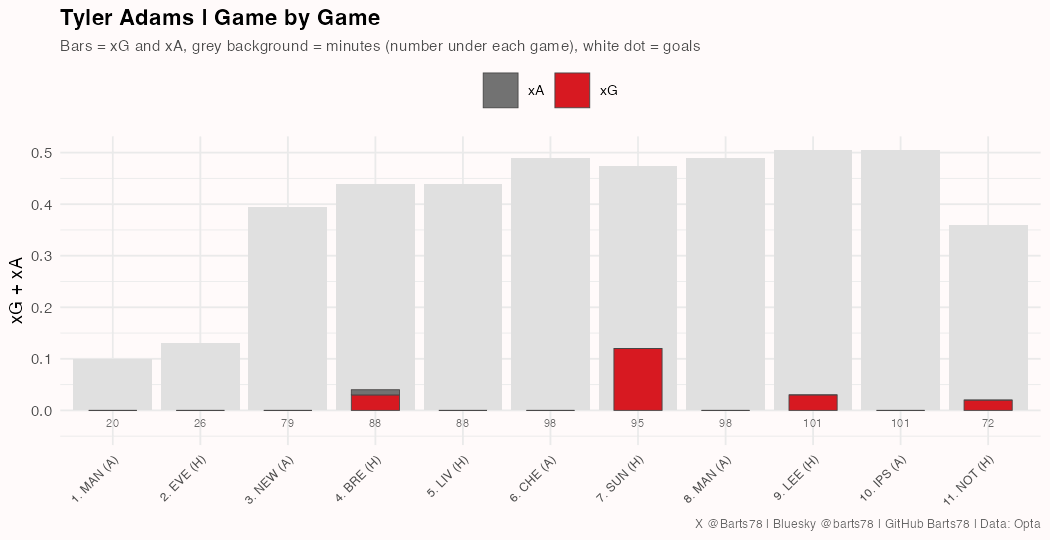 Tyler Adams | Game by Game
Bars = xG and xA, grey background = minutes (number under each game), white dot = goals
xA xG
xG + xA
0.5
0.4
0.3
0.2
0.1
0.0
20 26 79 88 88 98 95 98 101 101 72
1. MAN (A) 2. EVE (H) 3. NEW (A) 4. BRE (H) 5. LIV (H) 6. CHE (A) 7. SUN (H) 8. MAN (A) 9. LEE (H) 10. IPS (A) 11. NOT (H)
X @Barts78 | Bluesky @barts78 | GitHub Barts78 | Data: Opta